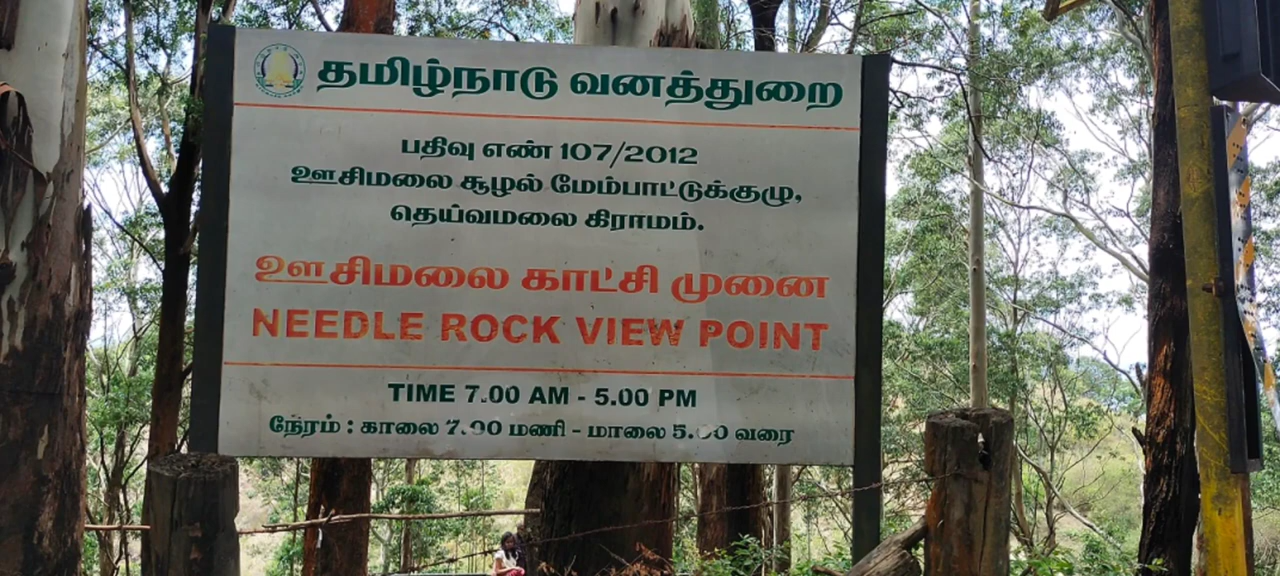 தமிழ்நாடு வனத்துறை
பதிவு எண் 107/2012
ஊசிமலை சூழல் மேம்பாட்டுக்குழு,
தெய்வமலை கிராமம்.
ஊசிமலை காட்சி முனை
NEEDLE ROCK VIEW POINT
TIME 7.00 AM - 5.00 PM
நேரம் : காலை 7.00 மணி - மாலை 5.00 வரை